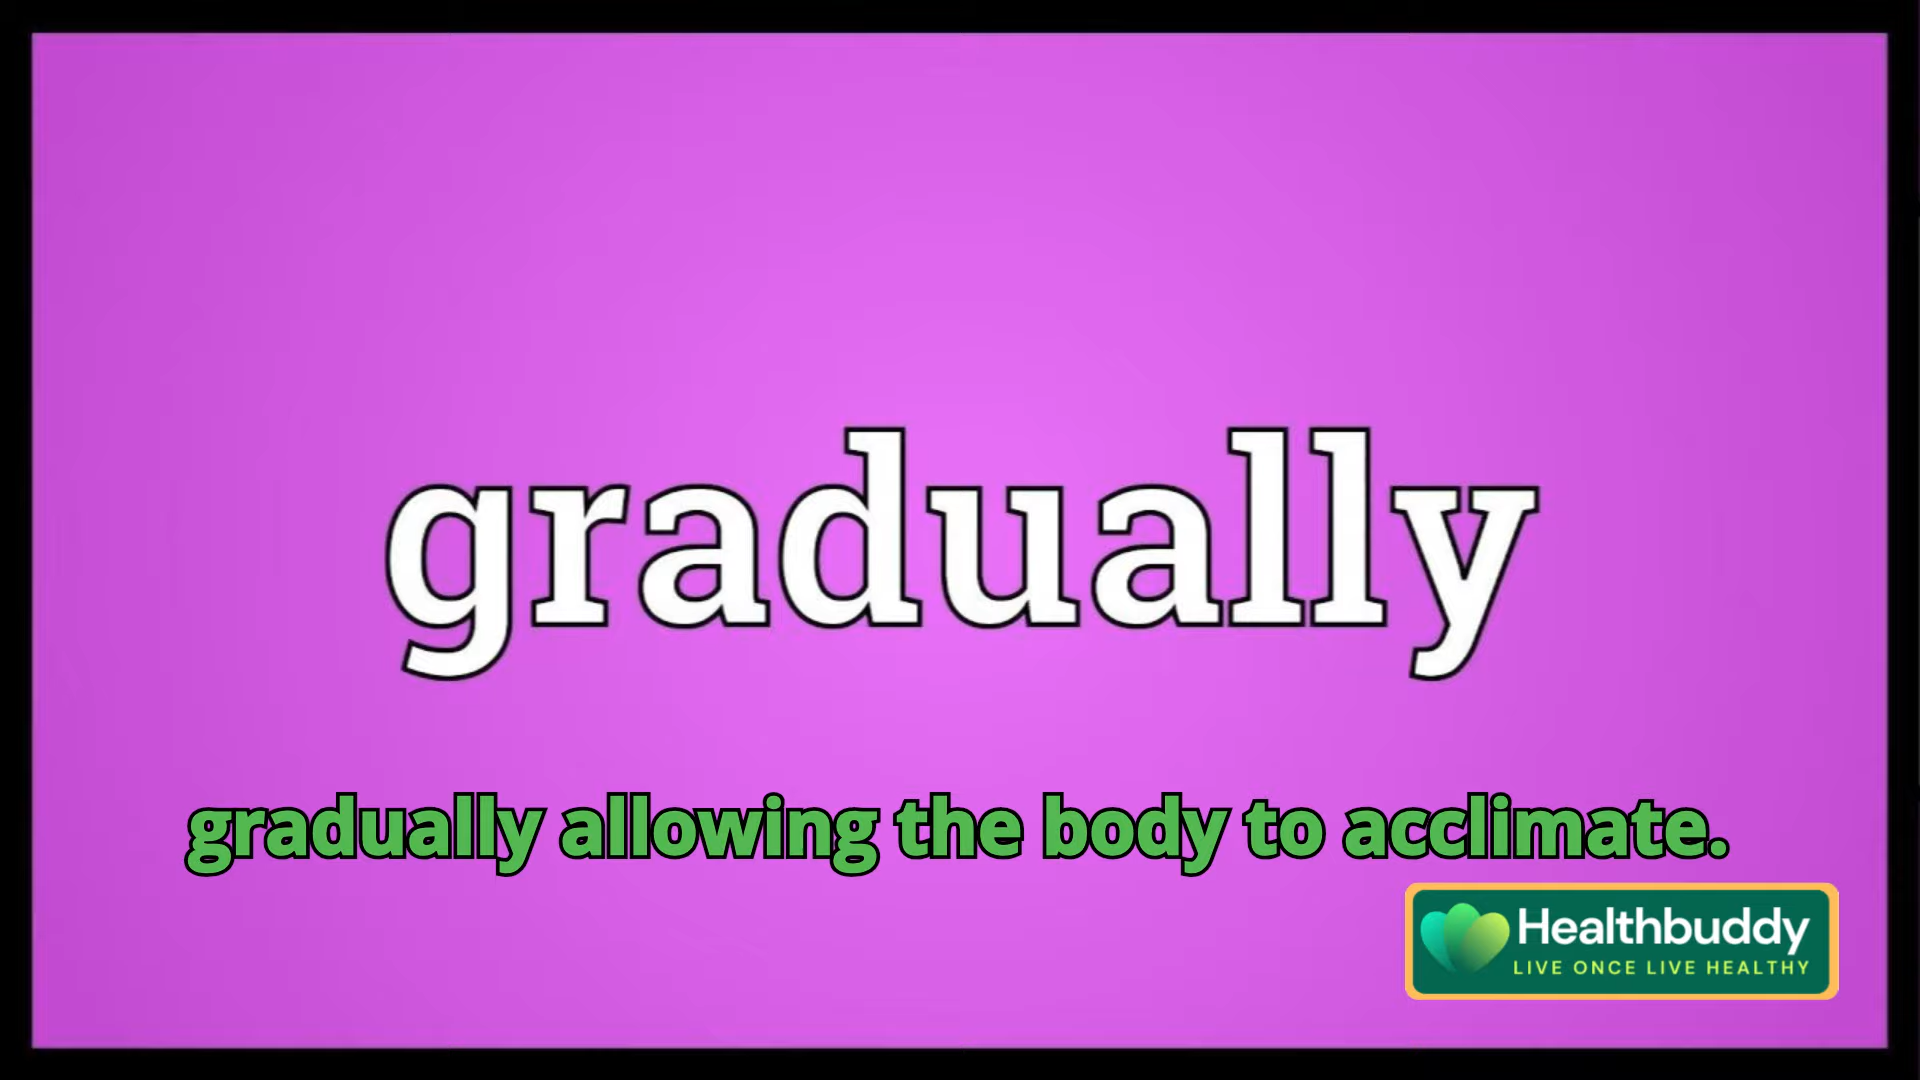 gradually
gradually allowing the body to acclimate.
Healthbuddy
LIVE ONCE LIVE HEALTHY